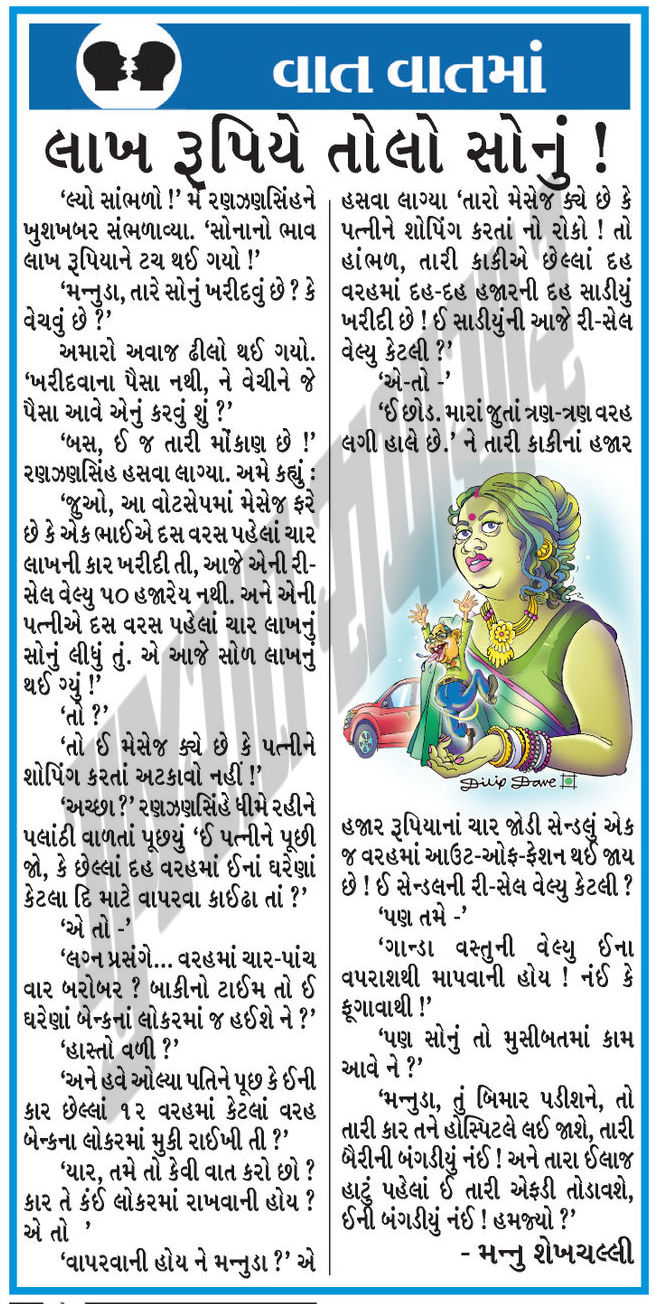 વાત વાતમાં
લાખ રૂપિયે તોલો સોનું !
‘લ્યો સાંભળો !’ મેં રણઝણસિંહને
ખુશખબર સંભળાવ્યા. ‘સોનાનો ભાવ
લાખ રૂપિયાને ટચ થઈ ગયો !’
‘મન્નુડા, તારે સોનું ખરીદવું છે ? કે
વેચવું છે ?’
અમારો અવાજ ઢીલો થઈ ગયો.
‘ખરીદવાના પૈસા નથી, ને વેચીને જે
પૈસા આવે એનું કરવું શું ?’
‘બસ, ઈ જ તારી મોંકાણ છે !’
રણઝણસિંહ હસવા લાગ્યા. અમે કહ્યું :
‘જુઓ, આ વોટસેપમાં મેસેજ ફરે
છે કે એક ભાઈએ દસ વરસ પહેલાં ચાર
લાખની કાર ખરીદી તી, આજે એની રી-
સેલ વેલ્યુ ૫૦ હજારેય નથી. અને એની
પત્નીએ દસ વરસ પહેલાં ચાર લાખનું
સોનું લીધું તું. એ આજે સોળ લાખનું
થઈ ગ્યું !’
‘તો ?’
‘તો ઈ મેસેજ ક્યે છે કે પત્નીને
શોપિંગ કરતાં અટકાવો નહીં !’
‘અચ્છા ?’ રણઝણસિંહે ધીમે રહીને
પલાંઠી વાળતાં પૂછયું ‘ઈ પત્નીને પૂછી
જો, કે છેલ્લાં દહ વરહમાં ઈનાં ઘરેણાં
કેટલા દિ માટે વાપરવા કાઈઢા તાં ?’
‘એ તો -’
‘લગ્ન પ્રસંગે... વરહમાં ચાર-પાંચ
વાર બરોબર ? બાકીનો ટાઈમ તો ઈ
ઘરેણાં બેન્કનાં લોકરમાં જ હઈશે ને ?’
‘હાસ્તો વળી ?’
‘અને હવે ઓલ્યા પતિને પૂછ કે ઈની
કાર છેલ્લાં ૧૨ વરહમાં કેટલાં વરહ
બેન્કના લોકરમાં મુકી રાઈખી તી ?’
‘યાર, તમે તો કેવી વાત કરો છો ?
કાર તે કંઈ લોકરમાં રાખવાની હોય ?
એ તો ’
‘વાપરવાની હોય ને મન્નુડા ?’ એ
હસવા લાગ્યા ‘તારો મેસેજ ક્યે છે કે
પત્નીને શોપિંગ કરતાં નો રોકો ! તો
હાંભળ, તારી કાકીએ છેલ્લાં દહ
વરહમાં દહ-દહ હજારની દહ સાડીયું
ખરીદી છે ! ઈ સાડીયુંની આજે રી-સેલ
વેલ્યુ કેટલી ?’
‘એ-તો -’
‘ઈ છોડ. મારાં જુતાં ત્રણ-ત્રણ વરહ
લગી હાલે છે.’ ને તારી કાકીનાં હજાર
Dilip Dave
હજાર રૂપિયાનાં ચાર જોડી સેન્ડલું એક
જ વરહમાં આઉટ-ઓફ-ફેશન થઈ જાય
છે ! ઈ સેન્ડલની રી-સેલ વેલ્યુ કેટલી ?
‘પણ તમે -’
‘ગાન્ડા વસ્તુની વેલ્યુ ઈના
વપરાશથી માપવાની હોય ! નંઈ કે
ફૂગાવાથી !’
‘પણ સોનું તો મુસીબતમાં કામ
આવે ને ?’
‘મન્નુડા, તું બિમાર પડીશને, તો
તારી કાર તને હોસ્પિટલે લઈ જાશે, તારી
બૈરીની બંગડીયું નંઈ ! અને તારા ઈલાજ
હાટું પહેલાં ઈ તારી એફડી તોડાવશે,
ઈની બંગડીયું નંઈ ! હમજ્યો ?’
- મન્નુ શેખચલ્લી
ગુજરાત સમાચાર